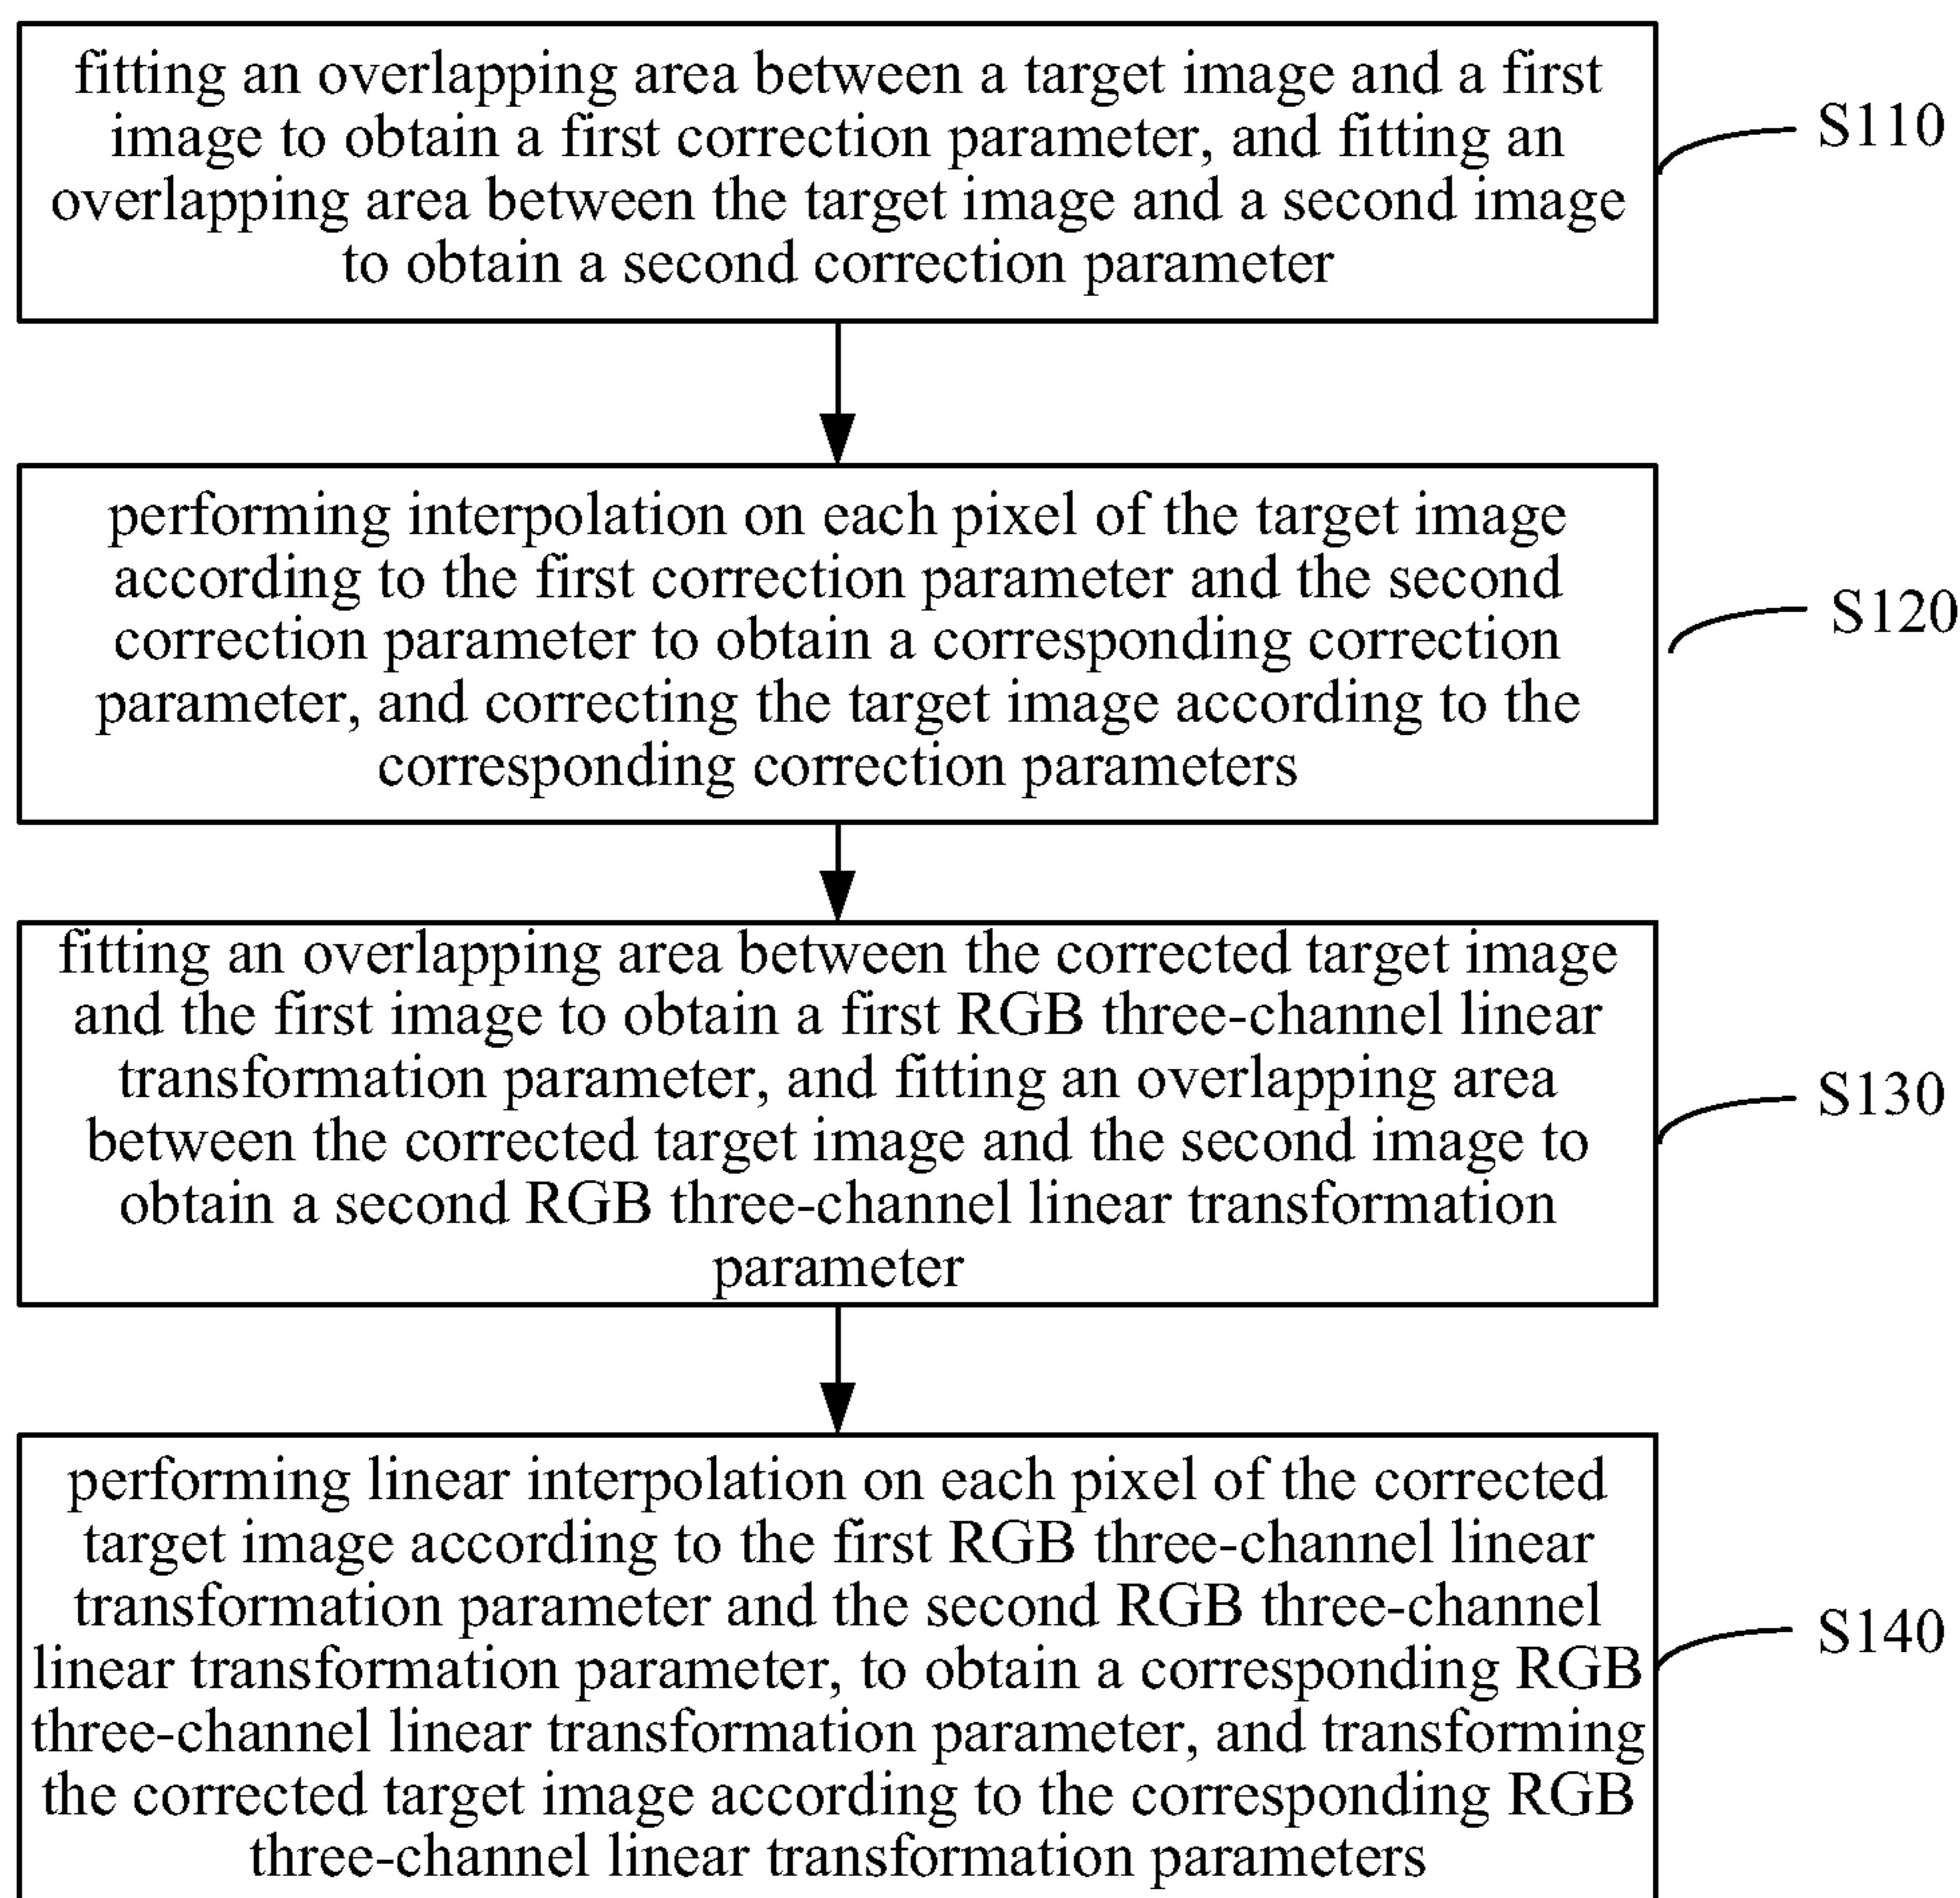 fitting an overlapping area between a target image and a first
image to obtain a first correction parameter, and fitting an
overlapping area between the target image and a second image
to obtain a second correction parameter
S110
performing interpolation on each pixel of the target image
according to the first correction parameter and the second
correction parameter to obtain a corresponding correction
parameter, and correcting the target image according to the
corresponding correction parameters
S120
fitting an overlapping area between the corrected target image
and the first image to obtain a first RGB three-channel linear
transformation parameter, and fitting an overlapping area
between the corrected target image and the second image to
obtain a second RGB three-channel linear transformation
parameter
S130
performing linear interpolation on each pixel of the corrected
target image according to the first RGB three-channel linear
transformation parameter and the second RGB three-channel
linear transformation parameter, to obtain a corresponding RGB
three-channel linear transformation parameter, and transforming
the corrected target image according to the corresponding RGB
three-channel linear transformation parameters
S140